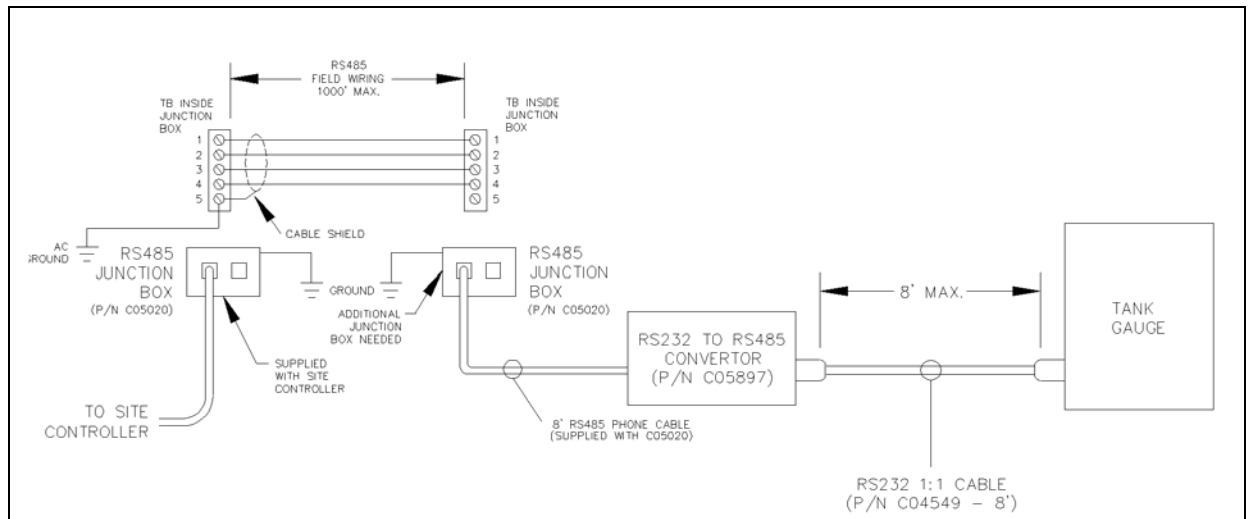 RS485
FIELD WIRING
1000' MAX.
TB INSIDE
JUNCTION
BOX
TB INSIDE
JUNCTION
BOX
1
2
3
4
5
1
2
3
4
5
CABLE SHIELD
AC
GROUND
RS485
JUNCTION
BOX
(P/N C05020)
GROUND
RS485
JUNCTION
BOX
(P/N C05020)
ADDITIONAL
JUNCTION
BOX NEEDED
SUPPLIED
WITH SITE
CONTROLLER
TO SITE
CONTROLLER
8' RS485 PHONE CABLE
(SUPPLIED WITH C05020)
RS232 TO RS485
CONVERTOR
(P/N C05897)
8' MAX.
TANK
GAUGE
RS232 1:1 CABLE
(P/N C04549 - 8')